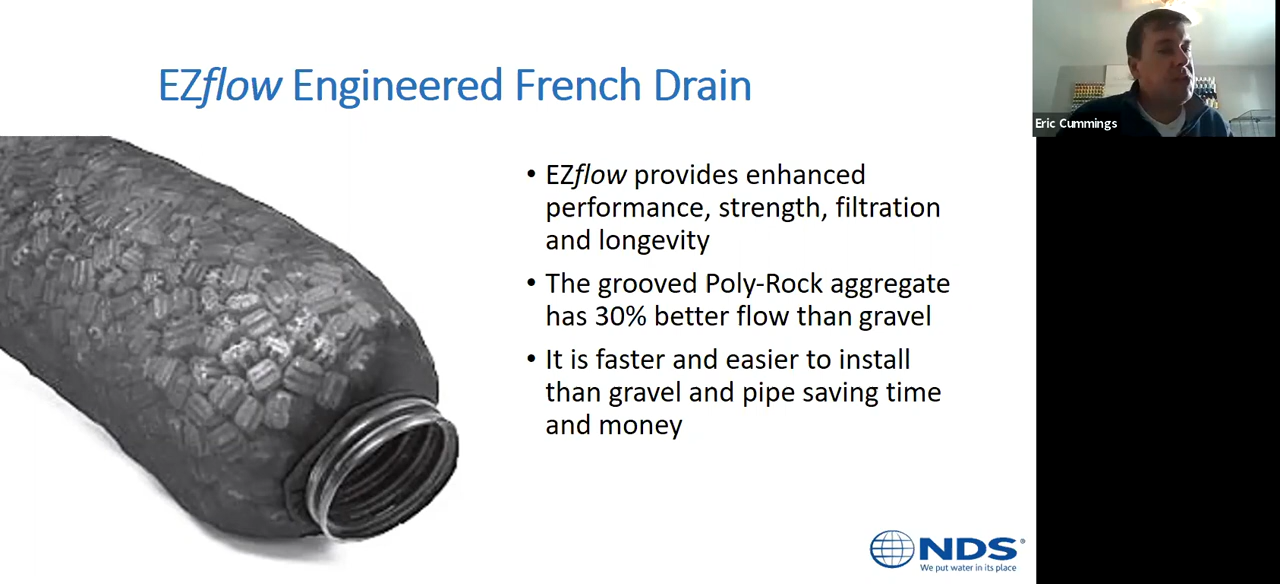 EZflow Engineered French Drain
Eric Cummings
• EZflow provides enhanced
performance, strength, filtration
and longevity
• The grooved Poly-Rock aggregate
has 30% better flow than gravel
• It is faster and easier to install
than gravel and pipe saving time
and money
NDS®
We put water in its place